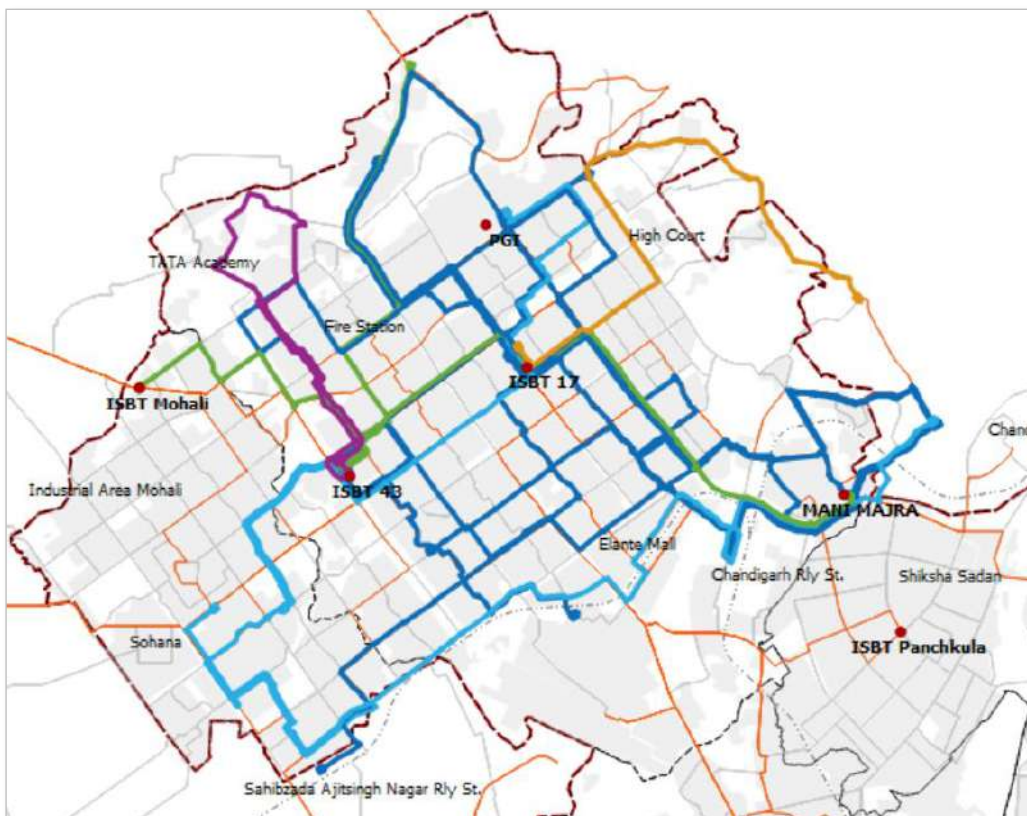 PGI
High Court
TATA Academy
Fire Station
ISBT 17
ISBT Mohali
Industrial Area Mohali
ISBT 43
MANI MAJRA
Elante Mall
Chandigarh Rly St.
Shiksha Sadan
Sohana
ISBT Panchkula
Sahibzada Ajitsingh Nagar Rly St.